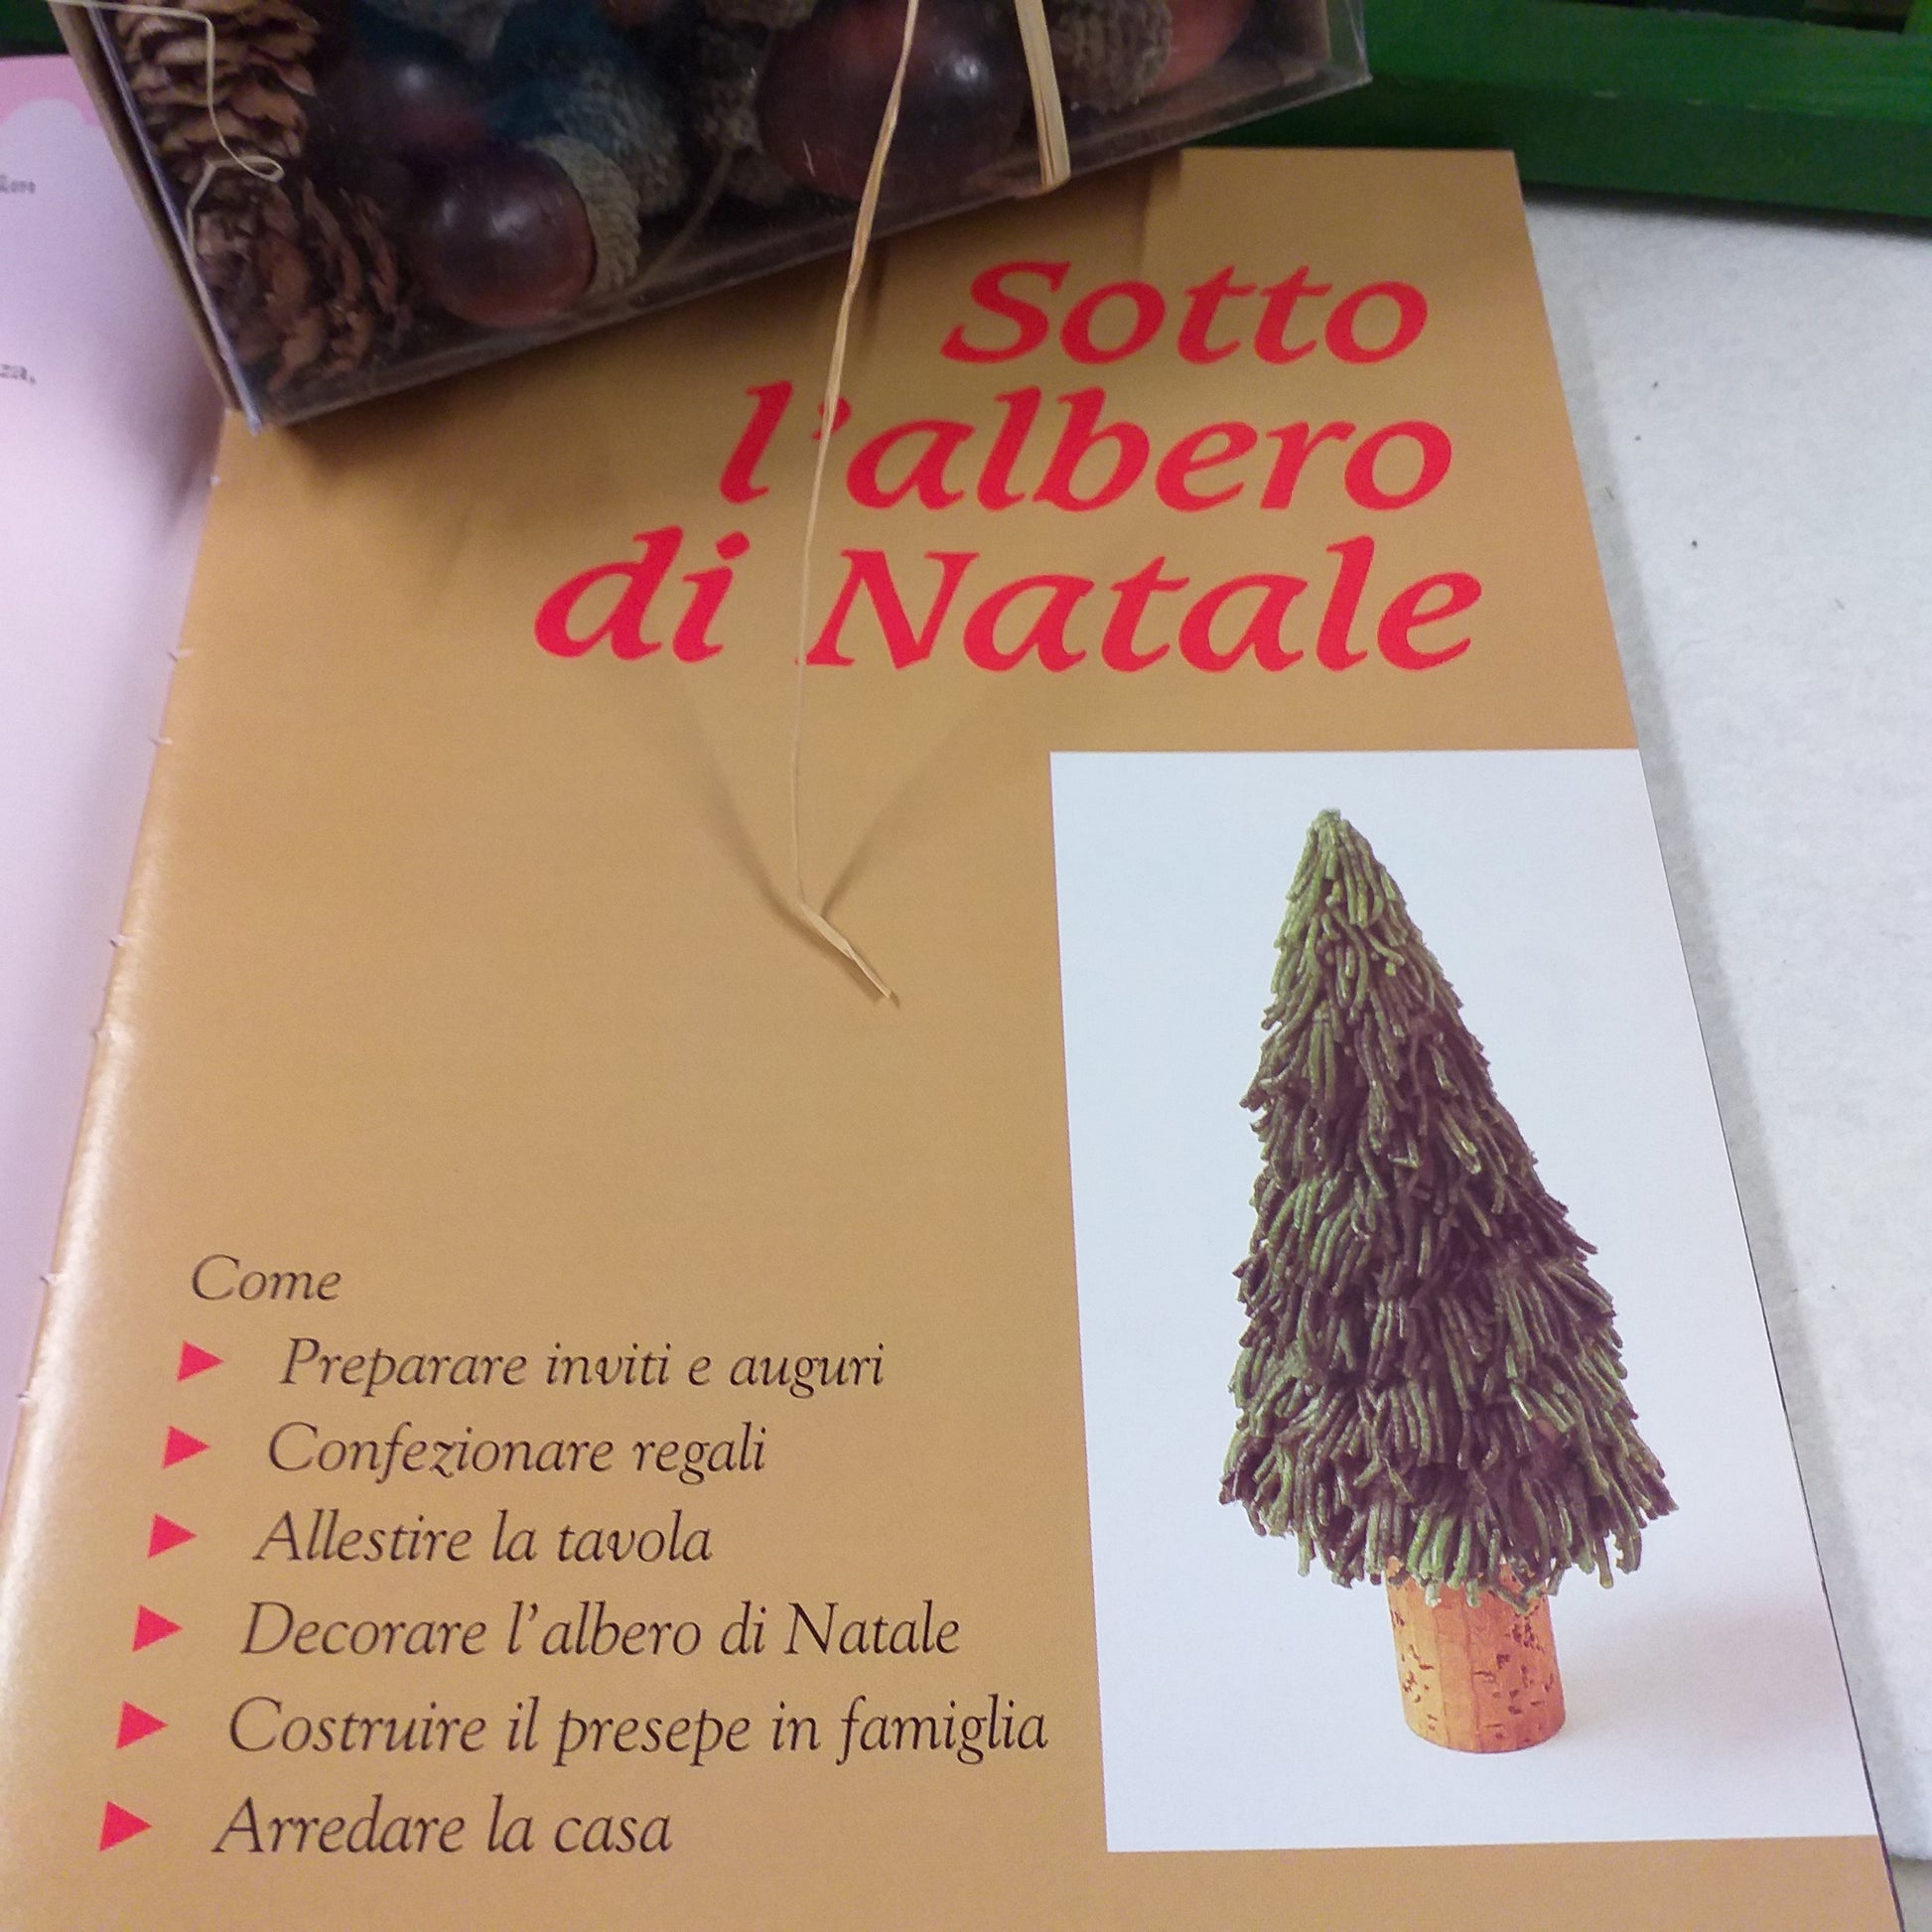 Sotto
l'albero
di Natale
Come
Preparare inviti e auguri
Confezionare regali
Allestire la tavola
Decorare l'albero di Natale
Costruire il presepe in famiglia
Arredare la casa